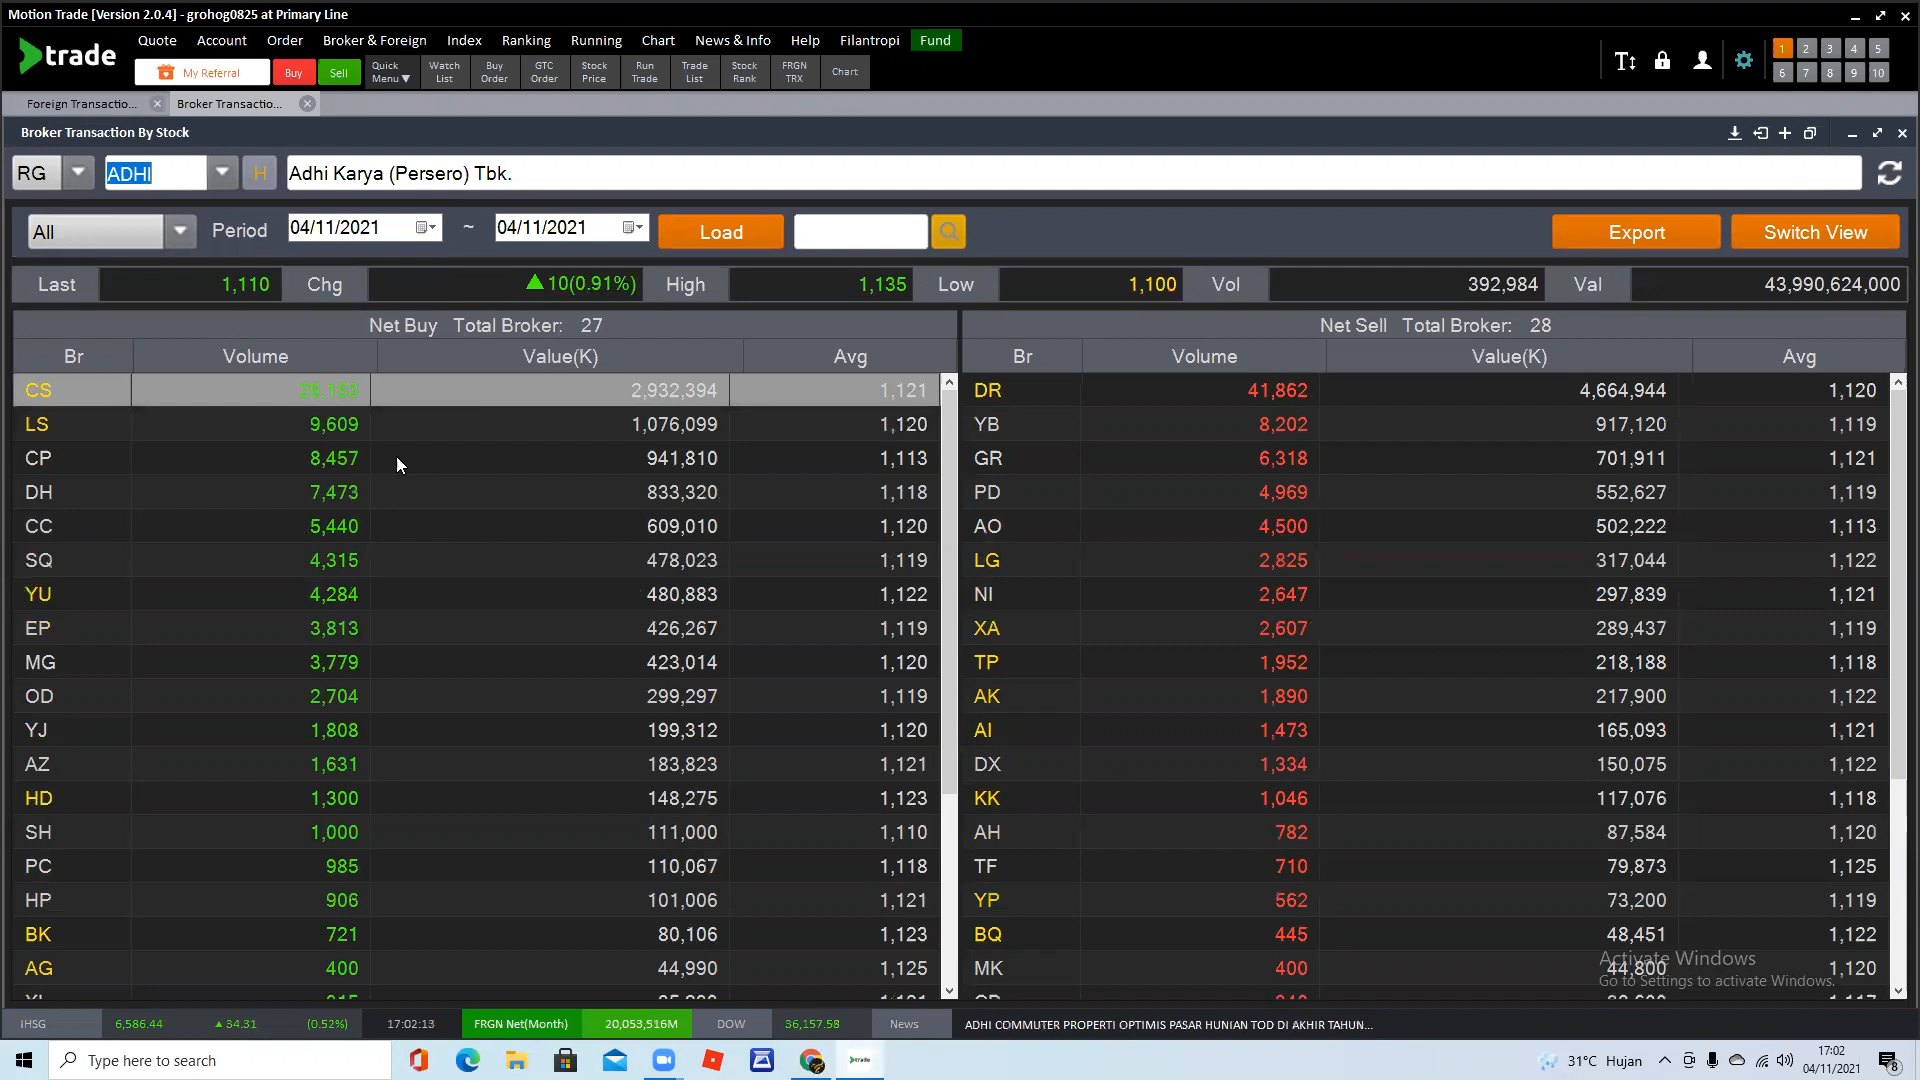 Motion Trade [Version 2.0.4] - grohog0825 at Primary Line
trade
Quote Account Order Broker & Foreign Index Ranking Running Chart News & Info Help Filantropi Fund
My Referral Buy Sell Quick Menu▼ Watch List Buy Order GTC Order Stock Price Run Trade Trade List Stock Rank FRGN TRX Chart
1 2 3 4 5
6 7 8 9 10
Foreign Transactio... Broker Transactio...
Broker Transaction By Stock
RG ADHI H Adhi Karya (Persero) Tbk.
All Period 04/11/2021 ~ 04/11/2021 Load Export Switch View
Last 1,110 Chg ▲10(0.91%) High 1,135 Low 1,100 Vol 392,984 Val 43,990,624,000
Net Buy Total Broker: 27 Net Sell Total Broker: 28
Br Volume Value(K) Avg Br Volume Value(K) Avg
CS 2,932,394 1,121 DR 41,862 4,664,944 1,120
LS 9,609 1,076,099 1,120 YB 8,202 917,120 1,119
CP 8,457 941,810 1,113 GR 6,318 701,911 1,121
DH 7,473 833,320 1,118 PD 4,969 552,627 1,119
CC 5,440 609,010 1,120 AO 4,500 502,222 1,113
SQ 4,315 478,023 1,119 LG 2,825 317,044 1,122
YU 4,284 480,883 1,122 NI 2,647 297,839 1,121
EP 3,813 426,267 1,119 XA 2,607 289,437 1,119
MG 3,779 423,014 1,120 TP 1,952 218,188 1,118
OD 2,704 299,297 1,119 AK 1,890 217,900 1,122
YJ 1,808 199,312 1,120 AI 1,473 165,093 1,121
AZ 1,631 183,823 1,121 DX 1,334 150,075 1,122
HD 1,300 148,275 1,123 KK 1,046 117,076 1,118
SH 1,000 111,000 1,110 AH 782 87,584 1,120
PC 985 110,067 1,118 TF 710 79,873 1,125
HP 906 101,006 1,121 YP 562 73,200 1,119
BK 721 80,106 1,123 BQ 445 48,451 1,122
AG 400 44,990 1,125 MK 400 44,800 1,120
Activate Windows
Go to Settings to activate Windows.
IHSG 6,586.44 ▲ 34.31 (0.52%) 17:02:13 FRGN Net(Month) 20,053,516M DOW 36,157.58 News ADHI COMMUTER PROPERTI OPTIMIS PASAR HUNIAN TOD DI AKHIR TAHUN...
Type here to search trade 31°C Hujan 17:02
04/11/2021 8